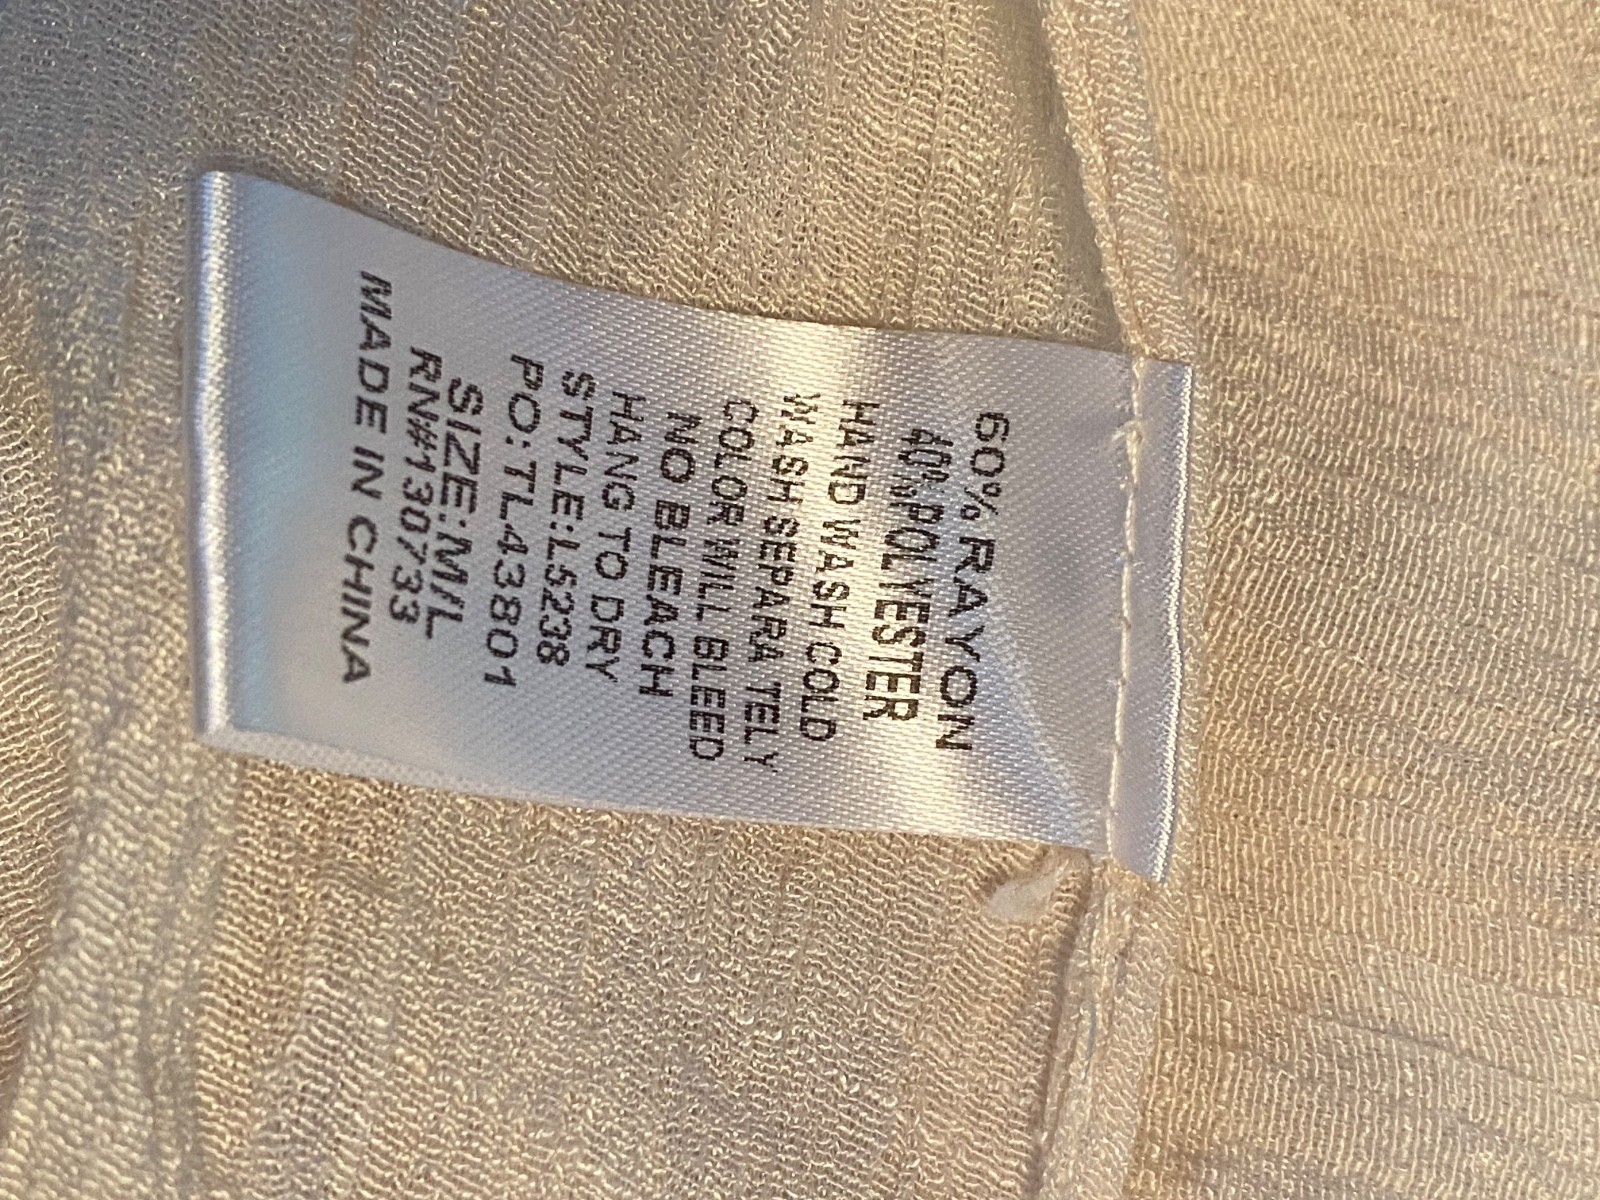 60% RAYON
40% POLYESTER
HAND WASH COLD
WASH SEPARA TELY
COLOR WILL BLEED
NO BLEACH
HANG TO DRY
STYLE:L5238
PO:TL43801
SIZE:M/L
RN#130733
MADE IN CHINA